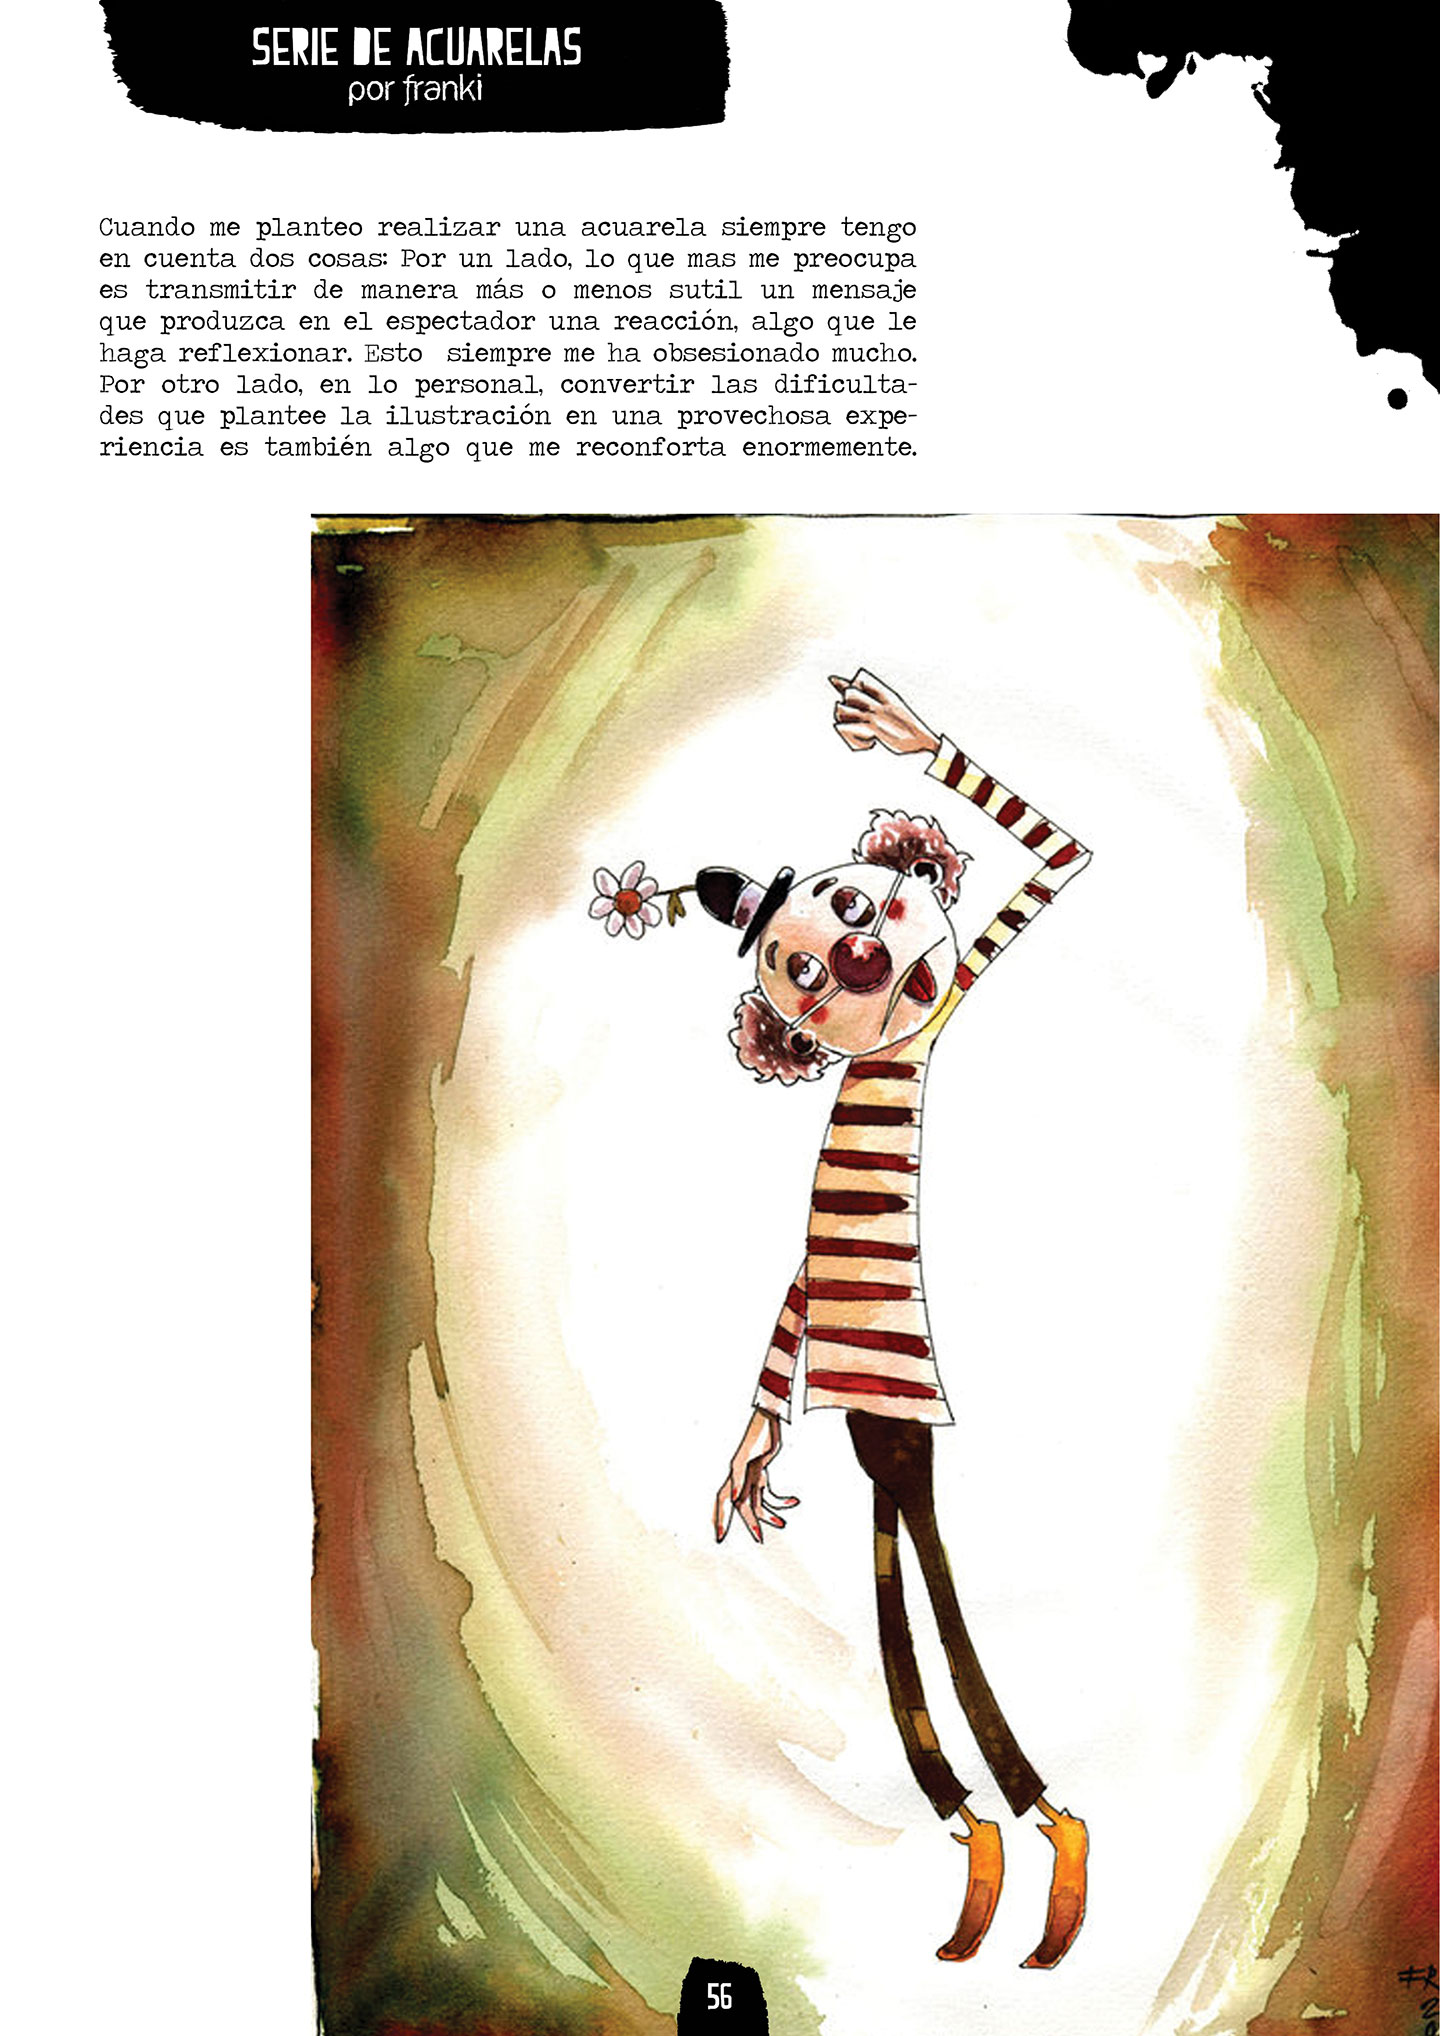 SERIE DE ACUARELAS
por franki
Cuando me planteo realizar una acuarela siempre tengo
en cuenta dos cosas: Por un lado, lo que mas me preocupa
es transmitir de manera más o menos sutil un mensaje
que produzca en el espectador una reacción, algo que le
haga reflexionar. Esto siempre me ha obsesionado mucho.
Por otro lado, en lo personal, convertir las dificulta-
des que plantee la ilustración en una provechosa expe-
riencia es también algo que me reconforta enormemente.
FR
2
56